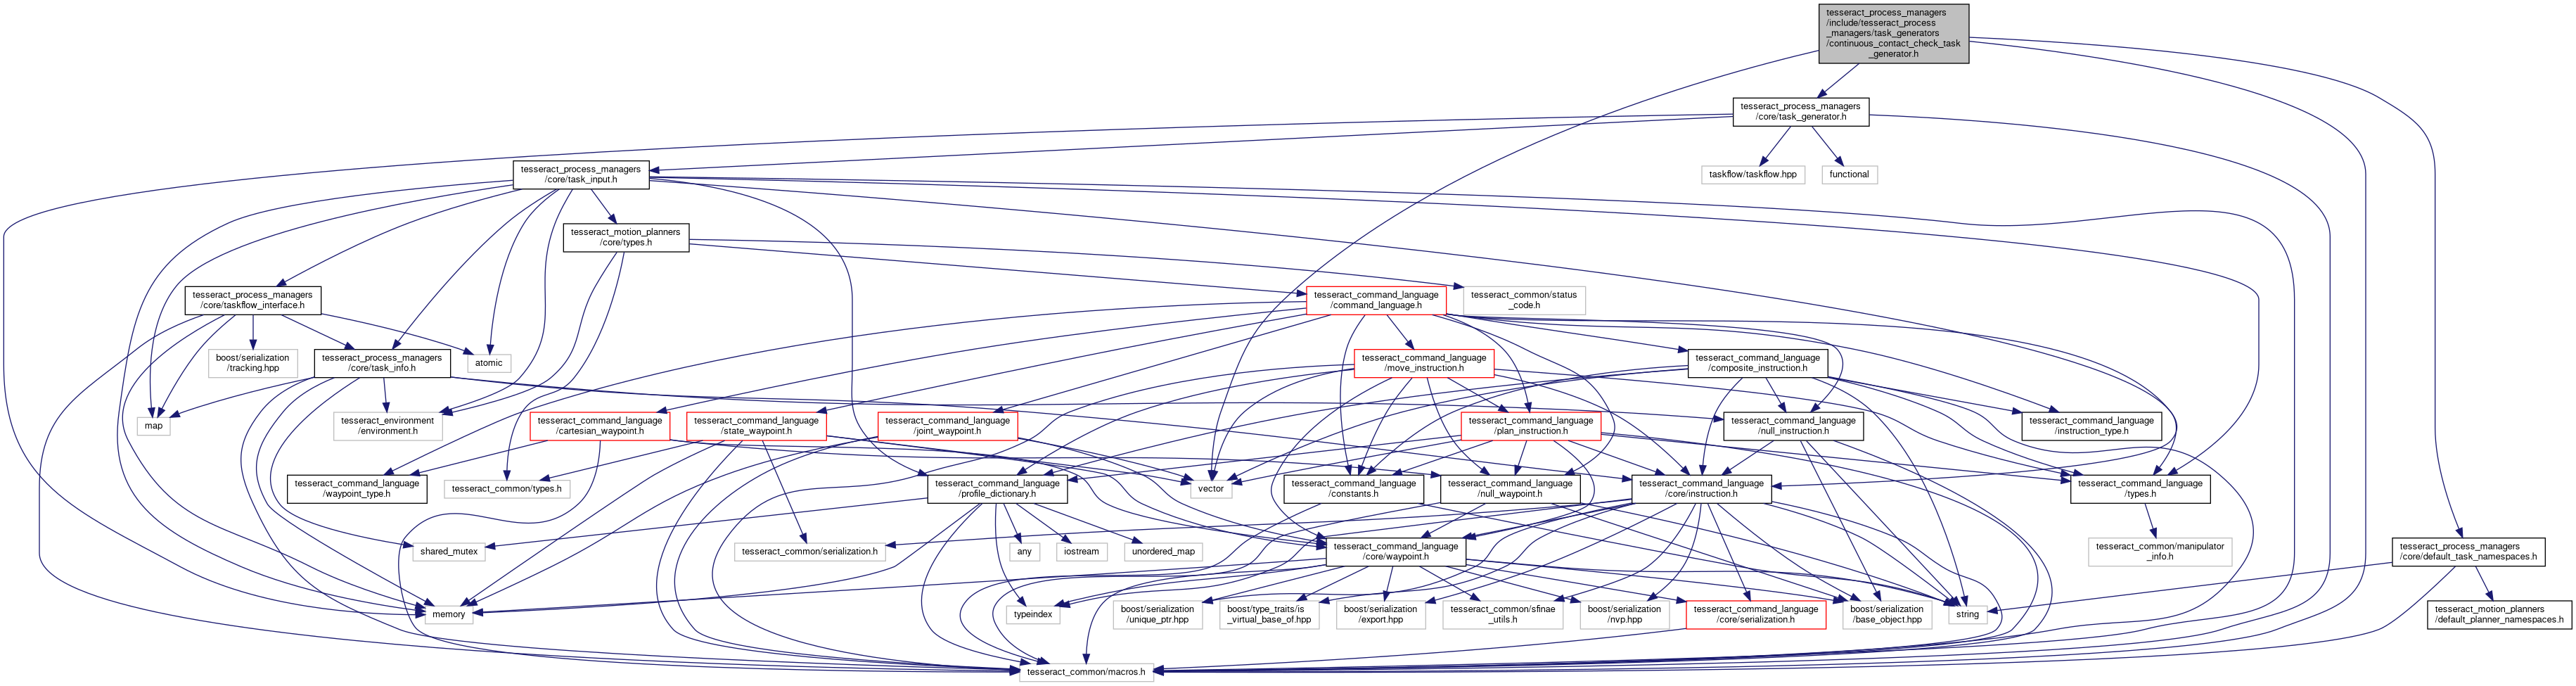 tesseract_process_managers
/include/tesseract_process
_managers/task_generators
/continuous_contact_check_task
_generator.h
tesseract_process_managers
/core/task_generator.h
tesseract_process_managers
/core/task_input.h
taskflow/taskflow.hpp
functional
tesseract_motion_planners
/core/types.h
tesseract_process_managers
/core/taskflow_interface.h
tesseract_command_language
/command_language.h
tesseract_common/status
_code.h
boost/serialization
/tracking.hpp
tesseract_process_managers
/core/task_info.h
atomic
tesseract_command_language
/move_instruction.h
tesseract_command_language
/composite_instruction.h
map
tesseract_environment
/environment.h
tesseract_command_language
/cartesian_waypoint.h
tesseract_command_language
/state_waypoint.h
tesseract_command_language
/joint_waypoint.h
tesseract_command_language
/plan_instruction.h
tesseract_command_language
/null_instruction.h
tesseract_command_language
/instruction_type.h
tesseract_command_language
/waypoint_type.h
tesseract_common/types.h
tesseract_command_language
/profile_dictionary.h
vector
tesseract_command_language
/constants.h
tesseract_command_language
/null_waypoint.h
tesseract_command_language
/core/instruction.h
tesseract_command_language
/types.h
shared_mutex
tesseract_common/serialization.h
any
iostream
unordered_map
tesseract_command_language
/core/waypoint.h
tesseract_common/manipulator
_info.h
tesseract_process_managers
/core/default_task_namespaces.h
memory
typeindex
boost/serialization
/unique_ptr.hpp
boost/type_traits/is
_virtual_base_of.hpp
boost/serialization
/export.hpp
tesseract_common/sfinae
_utils.h
boost/serialization
/nvp.hpp
tesseract_command_language
/core/serialization.h
boost/serialization
/base_object.hpp
string
tesseract_motion_planners
/default_planner_namespaces.h
tesseract_common/macros.h